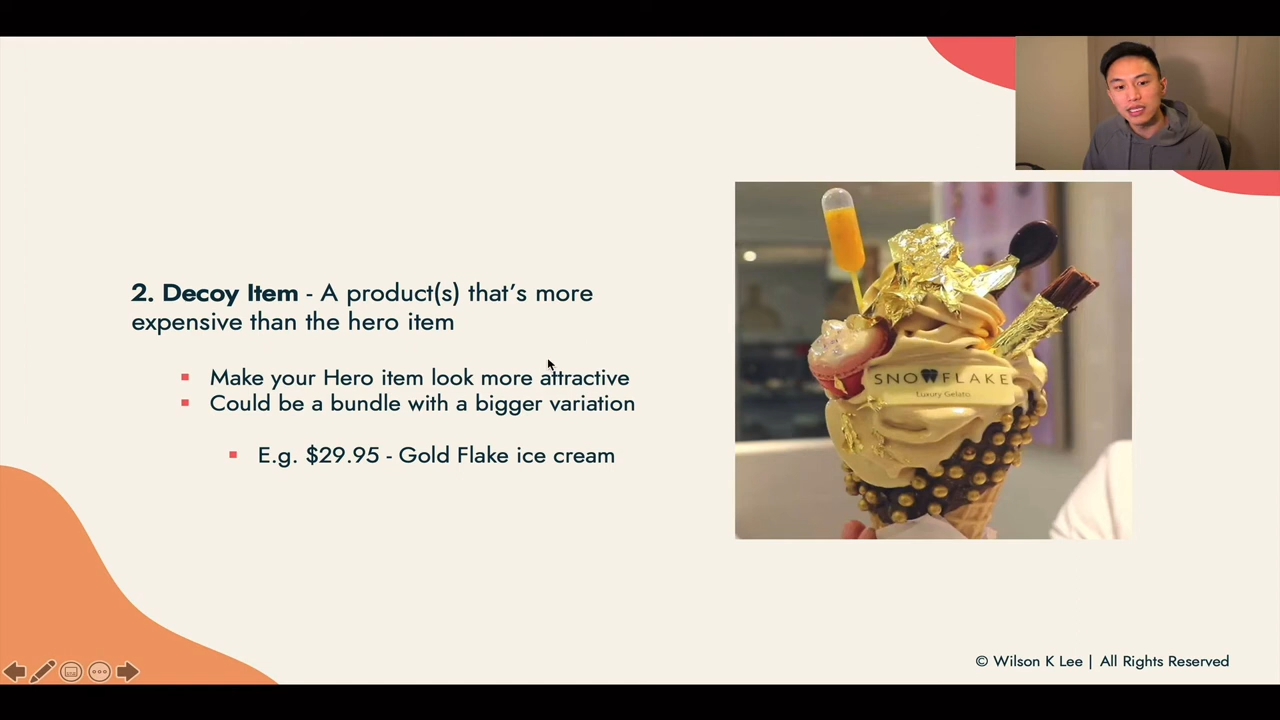 2. Decoy Item - A product(s) that's more
expensive than the hero item
Make your Hero item look more attractive
Could be a bundle with a bigger variation
E.g. $29.95 - Gold Flake ice cream
SNOWFLAKE
Luxury Gelato
© Wilson K Lee | All Rights Reserved